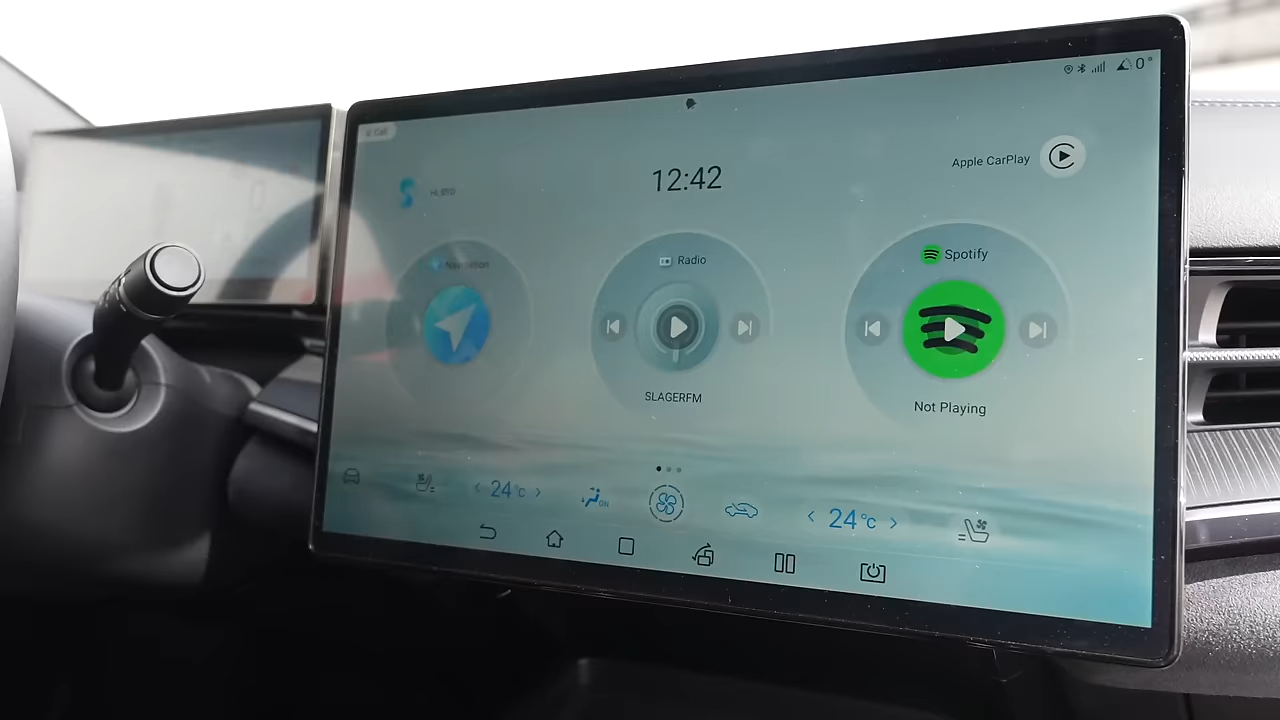 Call
0°
Hi, BYD
12:42
Apple CarPlay
Navigation
Radio
Spotify
SLAGERFM
Not Playing
24°c
ON
24°c